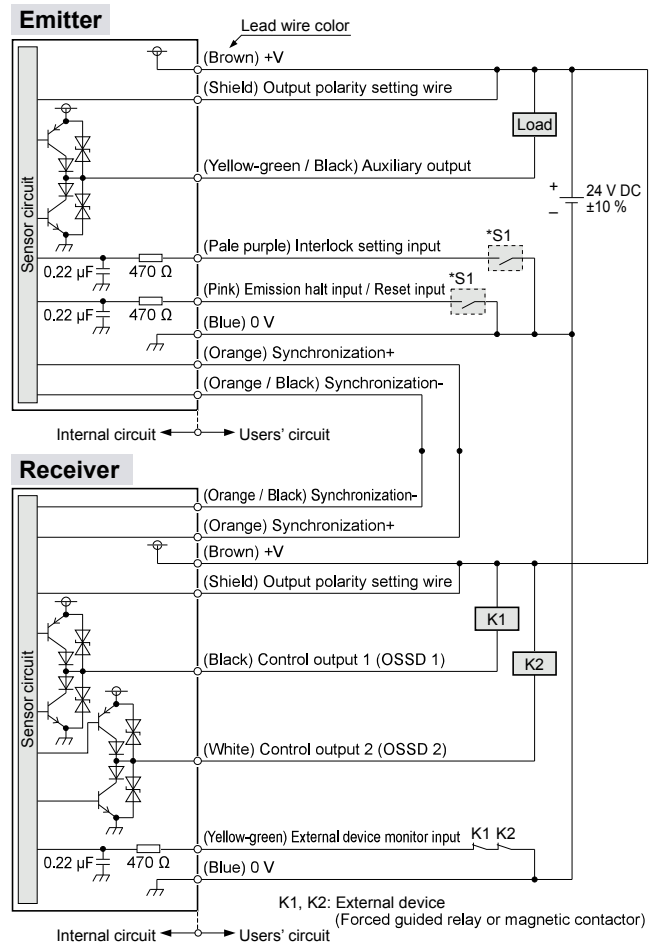 Emitter
Lead wire color
(Brown) +V
(Shield) Output polarity setting wire
Load
(Yellow-green / Black) Auxiliary output
+
–
24 V DC
±10 %
Sensor circuit
(Pale purple) Interlock setting input
*S1
0.22 µF
470 Ω
(Pink) Emission halt input / Reset input
*S1
0.22 µF
470 Ω
(Blue) 0 V
(Orange) Synchronization+
(Orange / Black) Synchronization-
Internal circuit
Users' circuit
Receiver
(Orange / Black) Synchronization-
(Orange) Synchronization+
(Brown) +V
(Shield) Output polarity setting wire
K1
(Black) Control output 1 (OSSD 1)
K2
Sensor circuit
(White) Control output 2 (OSSD 2)
(Yellow-green) External device monitor input
K1 K2
0.22 µF
470 Ω
(Blue) 0 V
K1, K2: External device
(Forced guided relay or magnetic contactor)
Internal circuit
Users' circuit